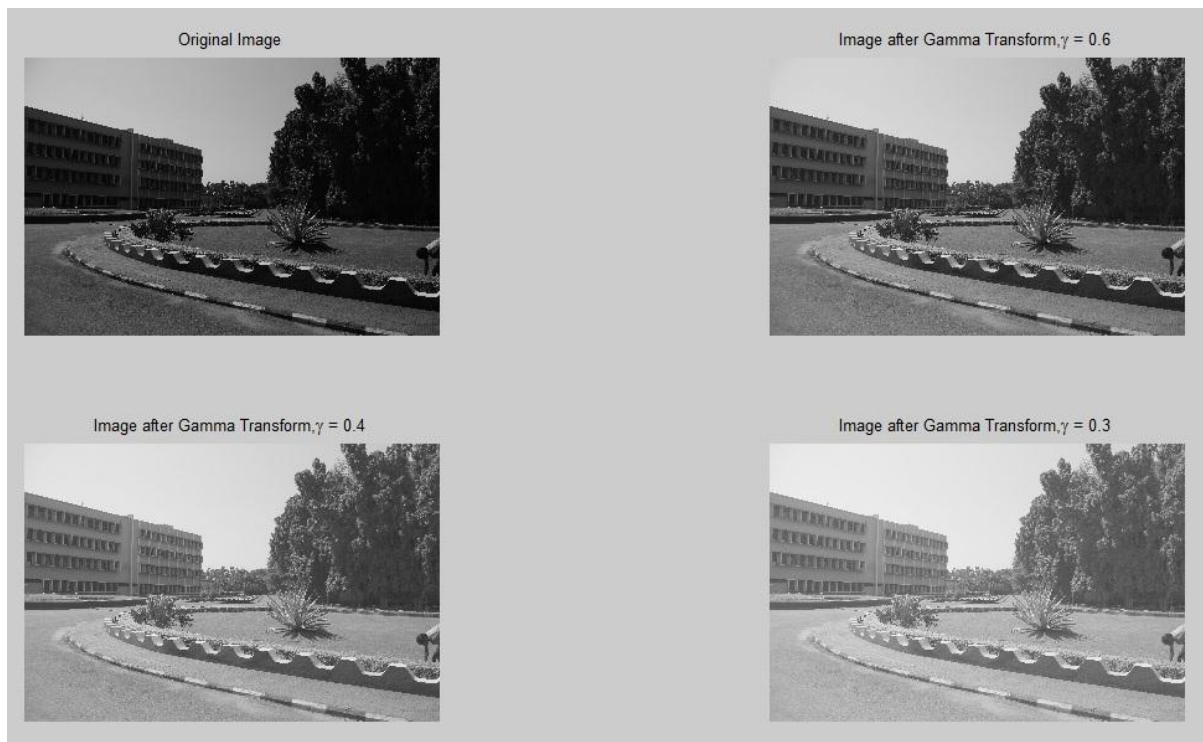 Original Image
Image after Gamma Transform,γ = 0.6
Image after Gamma Transform,γ = 0.4
Image after Gamma Transform,γ = 0.3